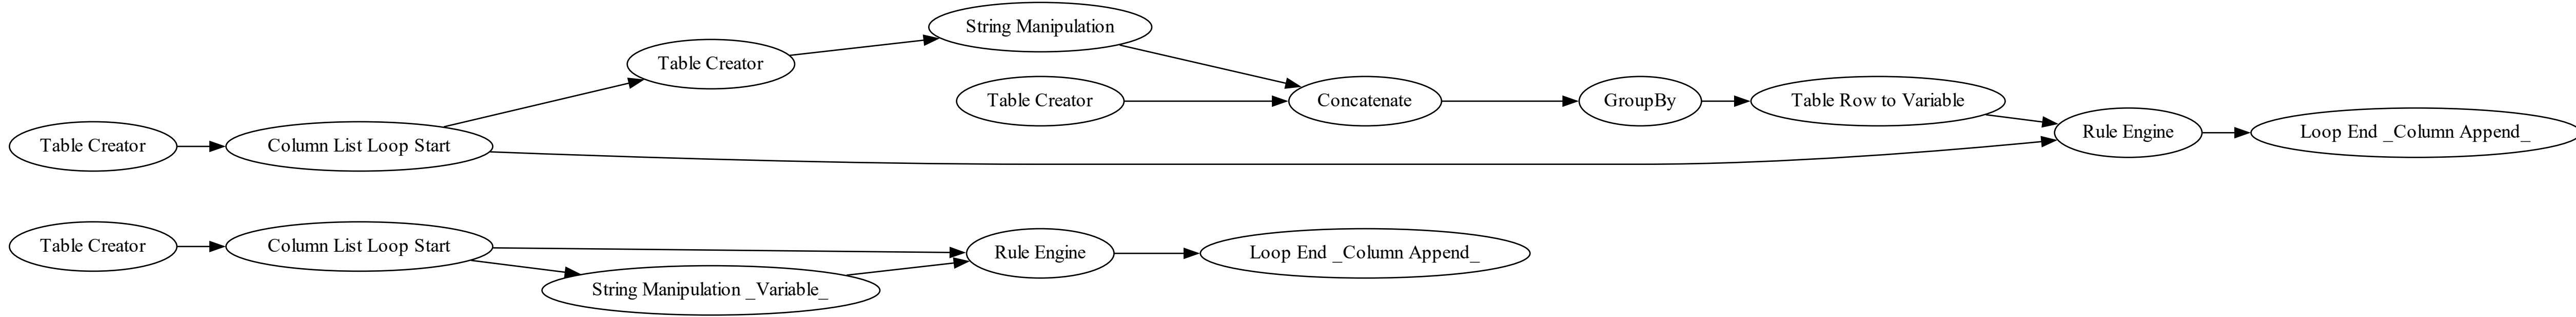 String Manipulation
Table Creator
Table Creator
Concatenate
GroupBy
Table Row to Variable
Table Creator
Column List Loop Start
Rule Engine
Loop End _Column Append_
Table Creator
Column List Loop Start
Rule Engine
Loop End _Column Append_
String Manipulation _Variable_